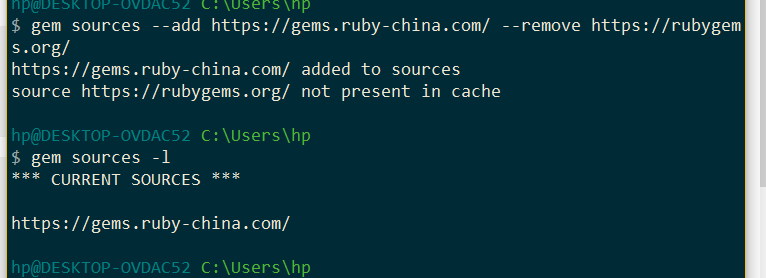 hp@DESKTOP-OVDAC52 C:\Users\hp
$ gem sources --add https://gems.ruby-china.com/ --remove https://rubygem
s.org/
https://gems.ruby-china.com/ added to sources
source https://rubygems.org/ not present in cache
hp@DESKTOP-OVDAC52 C:\Users\hp
$ gem sources -l
*** CURRENT SOURCES ***
https://gems.ruby-china.com/
hp@DESKTOP-OVDAC52 C:\Users\hp